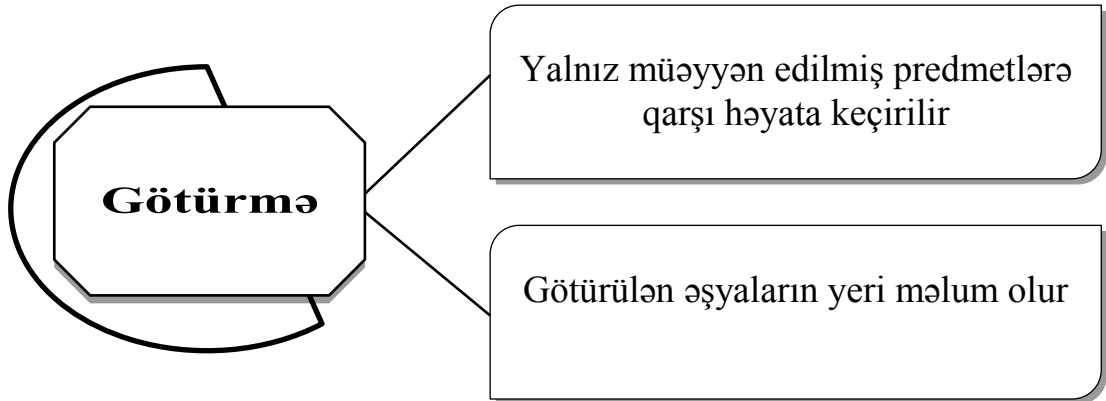 Götürmə
Yalnız müəyyən edilmiş predmetlərə
qarşı həyata keçirilir
Götürülən əşyaların yeri məlum olur